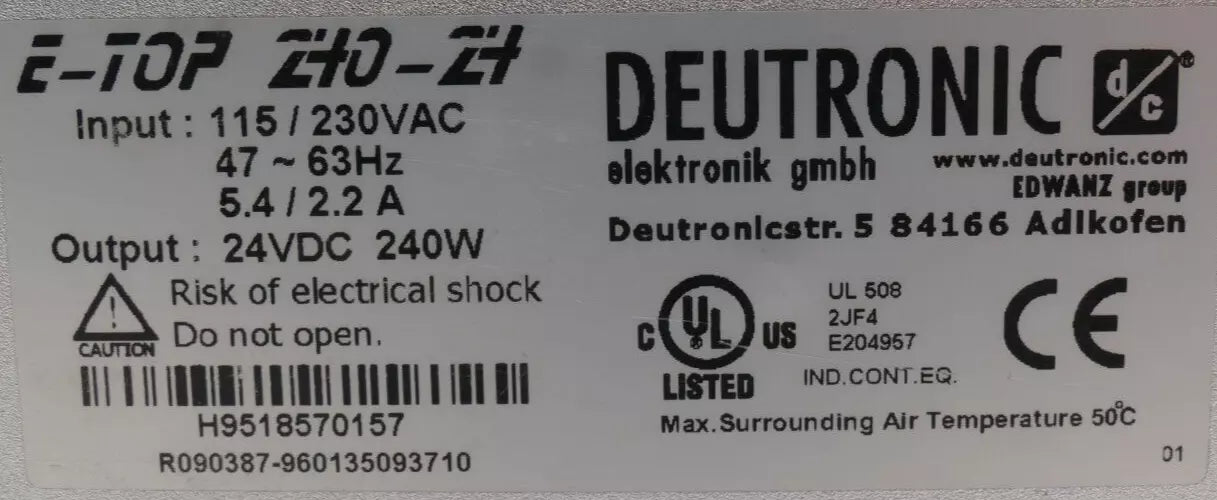 E-TOP 240-24
Input : 115 / 230VAC
47 ~ 63Hz
5.4 / 2.2 A
Output : 24VDC 240W
Risk of electrical shock
Do not open.
CAUTION
H9518570157
R090387-960135093710
DEUTRONIC d/c®
elektronik gmbh
www.deutronic.com
EDWANZ group
Deutronicstr. 5 84166 Adlkofen
C UL US
LISTED
UL 508
2JF4
E204957
IND.CONT.EQ.
CE
Max.Surrounding Air Temperature 50°C
01